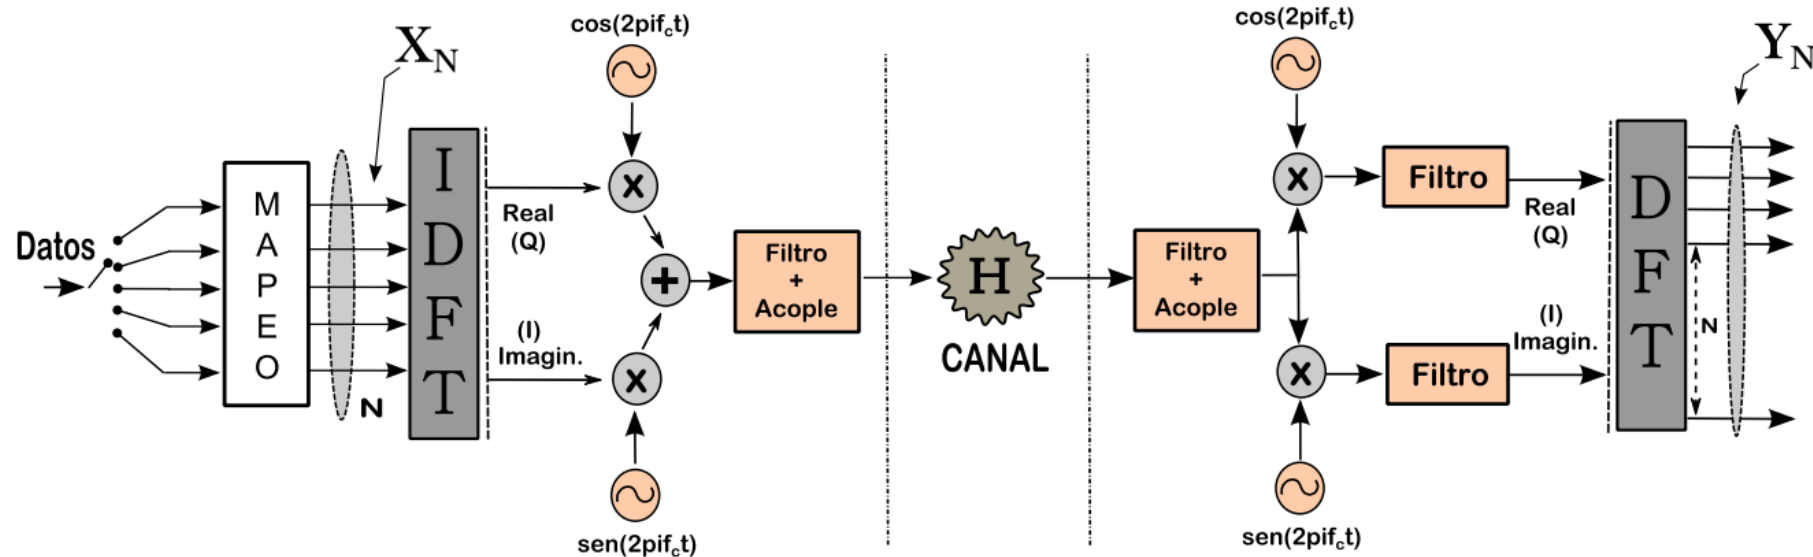 cos(2pif_ct)
cos(2pif_ct)
X_N
Y_N
Datos
M
A
P
E
O
N
I
D
F
T
Real
(Q)
(I)
Imagin.
x
x
+
sen(2pif_ct)
Filtro
+
Acople
H
CANAL
Filtro
+
Acople
x
x
sen(2pif_ct)
Filtro
Filtro
Real
(Q)
(I)
Imagin.
D
F
T
N